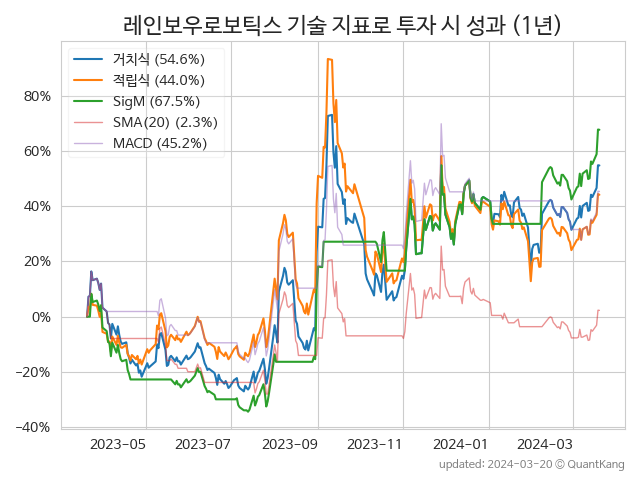 레인보우로보틱스 기술 지표로 투자 시 성과 (1년)
거치식 (54.6%)
적립식 (44.0%)
SigM (67.5%)
SMA(20) (2.3%)
MACD (45.2%)
80%
60%
40%
20%
0%
−20%
−40%
2023-05 2023-07 2023-09 2023-11 2024-01 2024-03
updated: 2024-03-20 © QuantKang